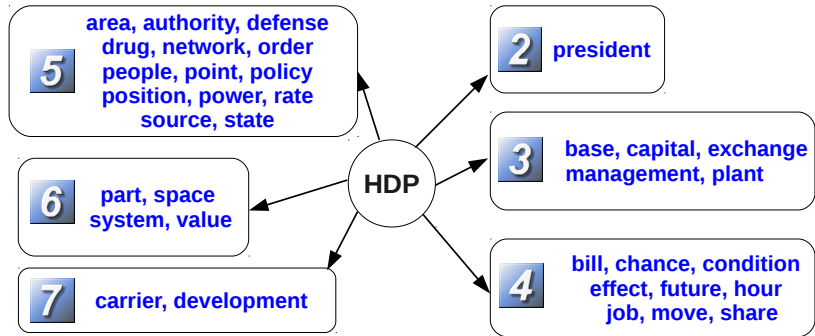 5
area, authority, defense
drug, network, order
people, point, policy
position, power, rate
source, state
2
president
HDP
3
base, capital, exchange
management, plant
6
part, space
system, value
4
bill, chance, condition
effect, future, hour
job, move, share
7
carrier, development